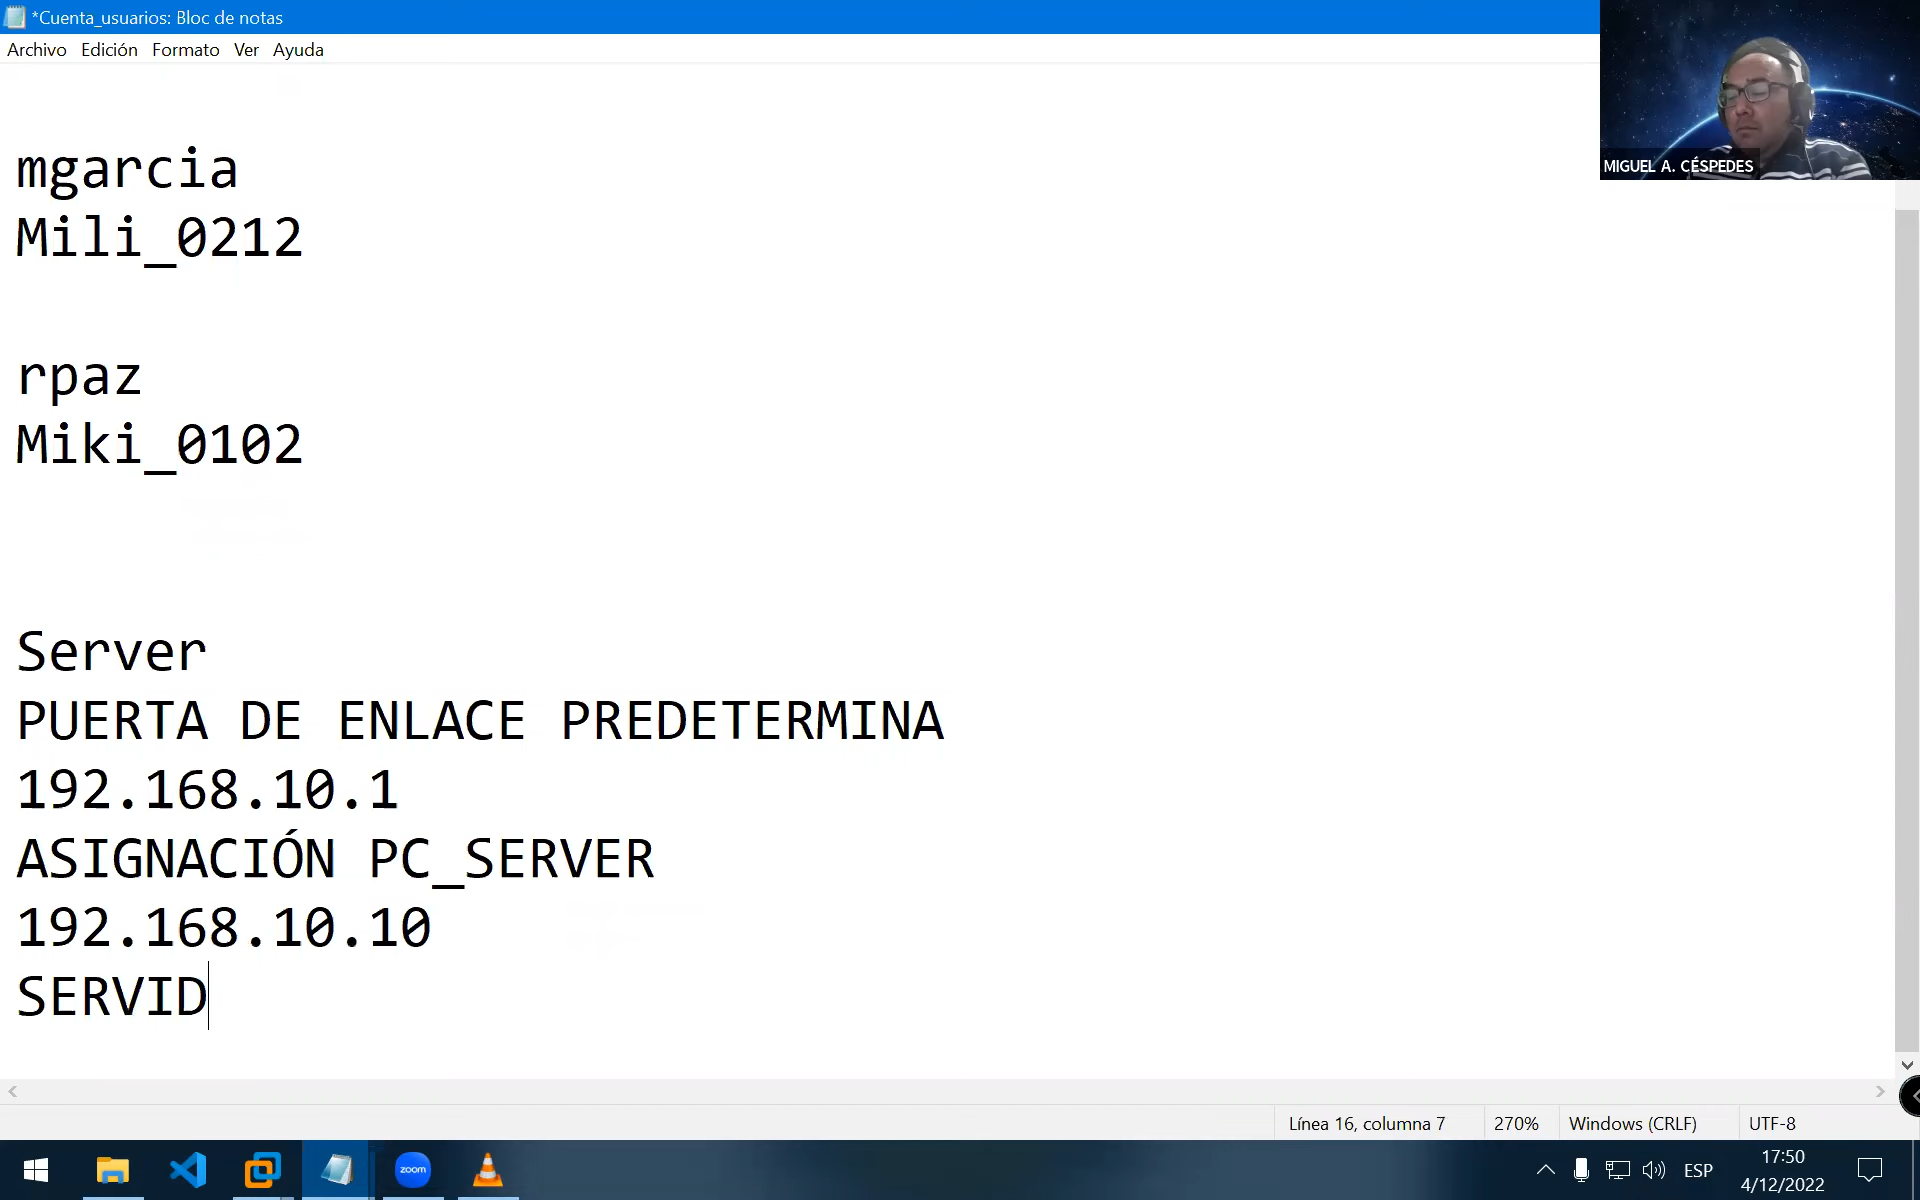 *Cuenta_usuarios: Bloc de notas
Archivo Edición Formato Ver Ayuda
MIGUEL A. CÉSPEDES
mgarcia
Mili_0212
rpaz
Miki_0102
Server
PUERTA DE ENLACE PREDETERMINA
192.168.10.1
ASIGNACIÓN PC_SERVER
192.168.10.10
SERVID
Línea 16, columna 7 270% Windows (CRLF) UTF-8
zoom
ESP
17:50
4/12/2022